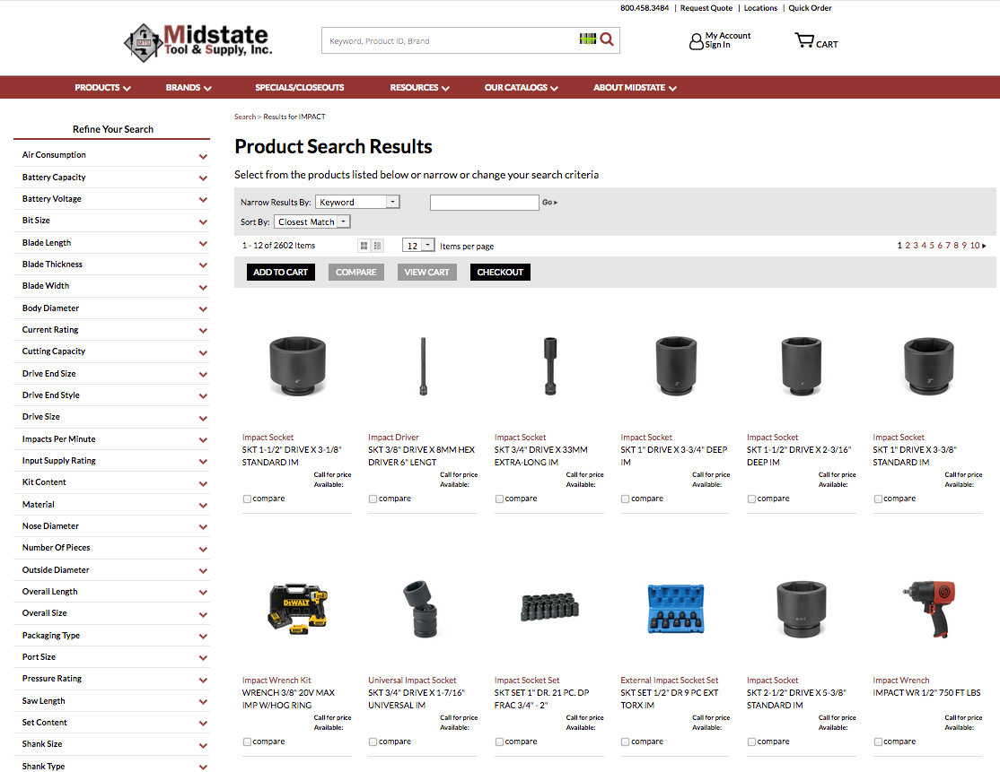 800.458.3484 | Request Quote | Locations | Quick Order
MTS
Midstate
Tool & Supply, Inc.
Keyword, Product ID, Brand
My Account
Sign In
CART
PRODUCTS BRANDS SPECIALS/CLOSEOUTS RESOURCES OUR CATALOGS ABOUT MIDSTATE
Search > Results for IMPACT
Refine Your Search
Air Consumption
Battery Capacity
Battery Voltage
Bit Size
Blade Length
Blade Thickness
Blade Width
Body Diameter
Current Rating
Cutting Capacity
Drive End Size
Drive End Style
Drive Size
Impacts Per Minute
Input Supply Rating
Kit Content
Material
Nose Diameter
Number Of Pieces
Outside Diameter
Overall Length
Overall Size
Packaging Type
Port Size
Pressure Rating
Saw Length
Set Content
Shank Size
Shank Type
Product Search Results
Select from the products listed below or narrow or change your search criteria
Narrow Results By: Keyword Go
Sort By: Closest Match
1 - 12 of 2602 Items 12 Items per page 1 2 3 4 5 6 7 8 9 10
ADD TO CART COMPARE VIEW CART CHECKOUT
Impact Socket
SKT 1-1/2" DRIVE X 3-1/8"
STANDARD IM
Call for price
Available:
compare
Impact Driver
SKT 3/8" DRIVE X 8MM HEX
DRIVER 6" LENGT
Call for price
Available:
compare
Impact Socket
SKT 3/4" DRIVE X 33MM
EXTRA-LONG IM
Call for price
Available:
compare
Impact Socket
SKT 1" DRIVE X 3-3/4" DEEP
IM
Call for price
Available:
compare
Impact Socket
SKT 1-1/2" DRIVE X 2-3/16"
DEEP IM
Call for price
Available:
compare
Impact Socket
SKT 1" DRIVE X 3-3/8"
STANDARD IM
Call for price
Available:
compare
DEWALT
Impact Wrench Kit
WRENCH 3/8" 20V MAX
IMP W/HOG RING
Call for price
Available:
compare
Universal Impact Socket
SKT 3/4" DRIVE X 1-7/16"
UNIVERSAL IM
Call for price
Available:
compare
Impact Socket Set
SKT SET 1" DR. 21 PC. DP
FRAC 3/4" - 2"
Call for price
Available:
compare
External Impact Socket Set
SKT SET 1/2" DR 9 PC EXT
TORX IM
Call for price
Available:
compare
Impact Socket
SKT 2-1/2" DRIVE X 5-3/8"
STANDARD IM
Call for price
Available:
compare
Impact Wrench
IMPACT WR 1/2" 750 FT LBS
Call for price
Available:
compare